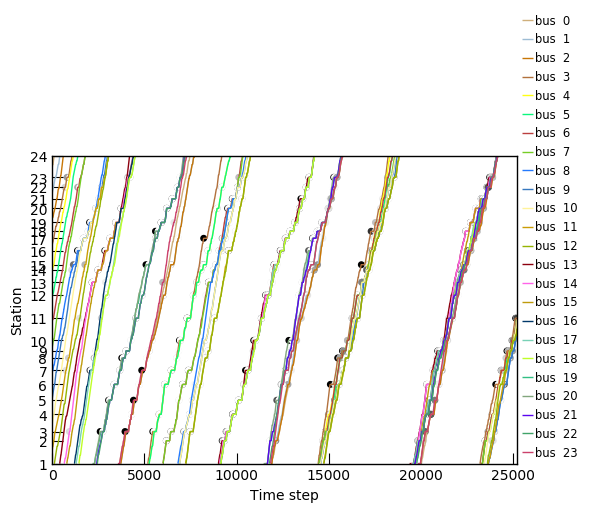 bus 0
bus 1
bus 2
bus 3
bus 4
bus 5
bus 6
bus 7
bus 8
bus 9
bus 10
bus 11
bus 12
bus 13
bus 14
bus 15
bus 16
bus 17
bus 18
bus 19
bus 20
bus 21
bus 22
bus 23
24
23
22
21
20
19
18
17
16
15
14
13
12
11
10
9
8
7
6
5
4
3
2
1
Station
0 5000 10000 15000 20000 25000
Time step